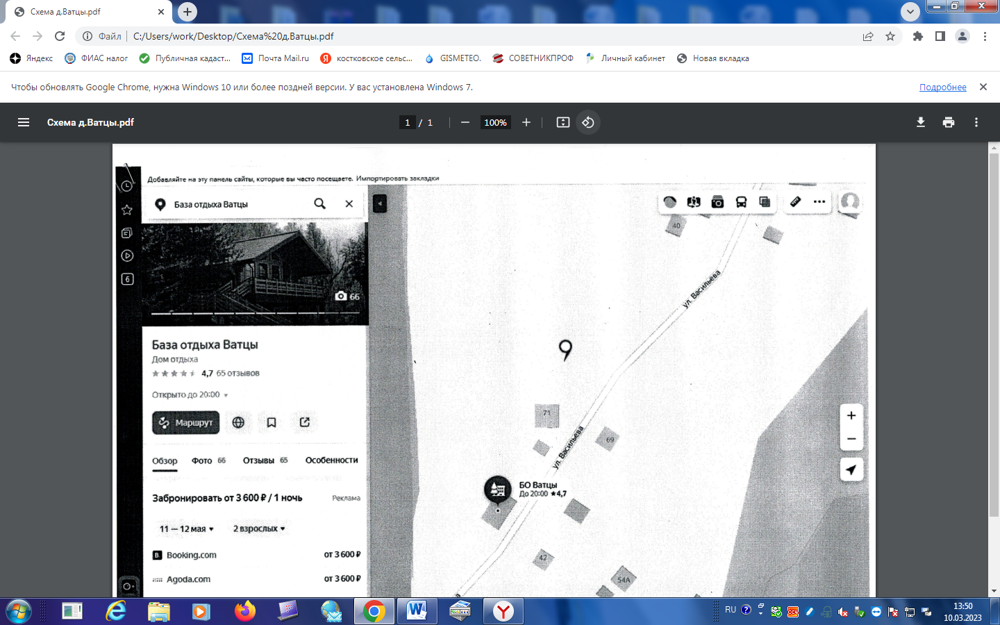 Схема д.Ватцы.pdf
Файл C:/Users/work/Desktop/Схема%20д.Ватцы.pdf
Яндекс ФИАС налог Публичная кадаст... Почта Mail.ru костковское сельс... GISMETEO. СОВЕТНИКПРОФ Личный кабинет Новая вкладка
Чтобы обновлять Google Chrome, нужна Windows 10 или более поздней версии. У вас установлена Windows 7. Подробнее
Схема д.Ватцы.pdf 1 / 1 100%
Добавляйте на эту панель сайты, которые вы часто посещаете. Импортировать закладки
База отдыха Ватцы
6
66
База отдыха Ватцы
Дом отдыха
4,7 65 отзывов
Открыто до 20:00
Маршрут
Обзор Фото 66 Отзывы 65 Особенности
Забронировать от 3 600 ₽ / 1 ночь Реклама
11 — 12 мая 2 взрослых
B. Booking.com от 3 600 ₽
Agoda.com от 3 600 ₽
40
ул. Васильева
9
71
69
ул. Васильева
БО Ватцы
До 20:00 ★4,7
42
54А
RU
13:50
10.03.2023